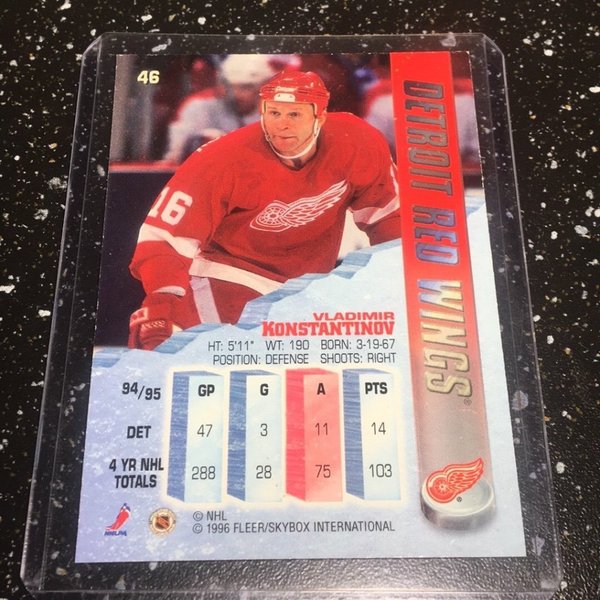 46
DETROIT RED WINGS®
16
VLADIMIR
KONSTANTINOV
HT: 5'11" WT: 190 BORN: 3-19-67
POSITION: DEFENSE SHOOTS: RIGHT
94/95 GP G A PTS
DET 47 3 11 14
4 YR NHL
TOTALS 288 28 75 103
NHLPA
© NHL
© 1996 FLEER/SKYBOX INTERNATIONAL